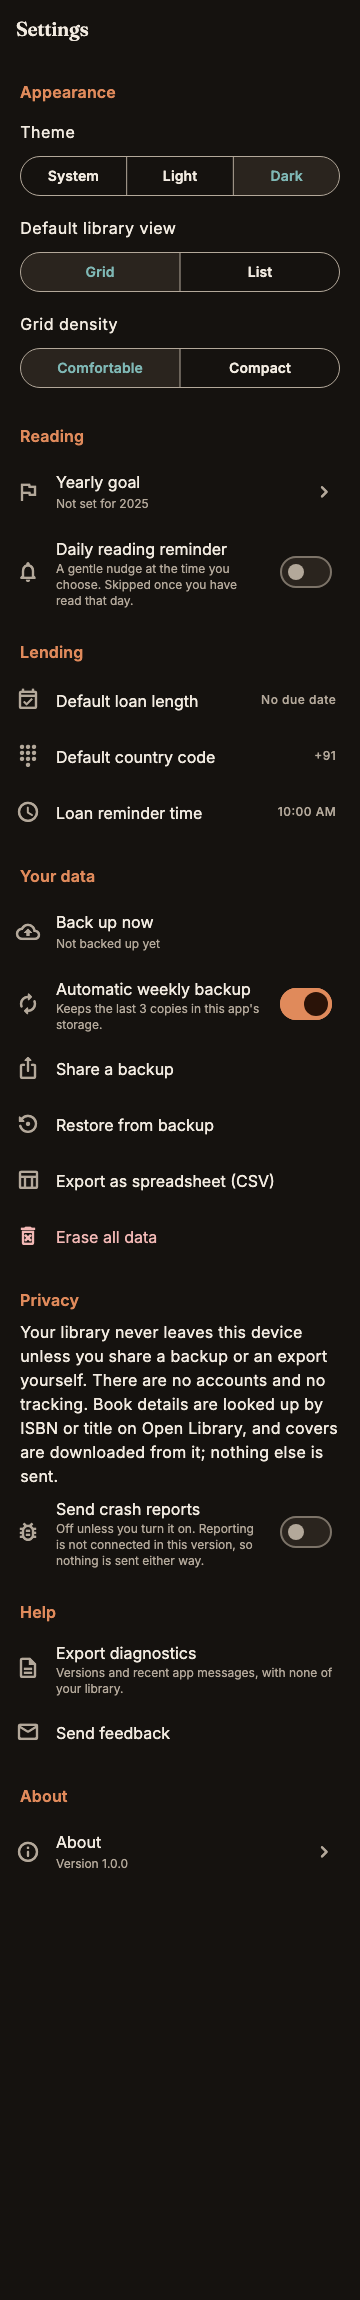 Settings
Appearance
Theme
System Light Dark
Default library view
Grid List
Grid density
Comfortable Compact
Reading
Yearly goal
Not set for 2025
Daily reading reminder
A gentle nudge at the time you
choose. Skipped once you have
read that day.
Lending
Default loan length No due date
Default country code +91
Loan reminder time 10:00 AM
Your data
Back up now
Not backed up yet
Automatic weekly backup
Keeps the last 3 copies in this app's
storage.
Share a backup
Restore from backup
Export as spreadsheet (CSV)
Erase all data
Privacy
Your library never leaves this device
unless you share a backup or an export
yourself. There are no accounts and no
tracking. Book details are looked up by
ISBN or title on Open Library, and covers
are downloaded from it; nothing else is
sent.
Send crash reports
Off unless you turn it on. Reporting
is not connected in this version, so
nothing is sent either way.
Help
Export diagnostics
Versions and recent app messages, with none of
your library.
Send feedback
About
About
Version 1.0.0